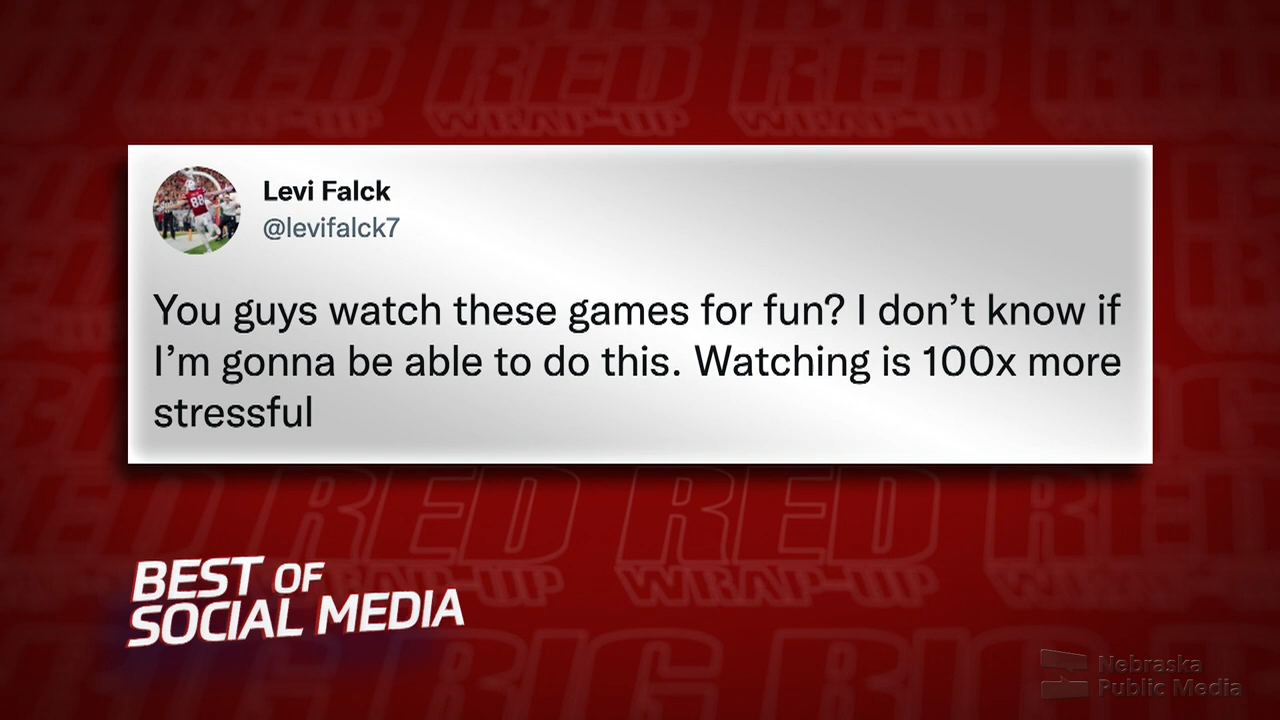 Levi Falck
@levifalck7
You guys watch these games for fun? I don’t know if
I’m gonna be able to do this. Watching is 100x more
stressful
BEST OF
SOCIAL MEDIA
Nebraska
Public Media